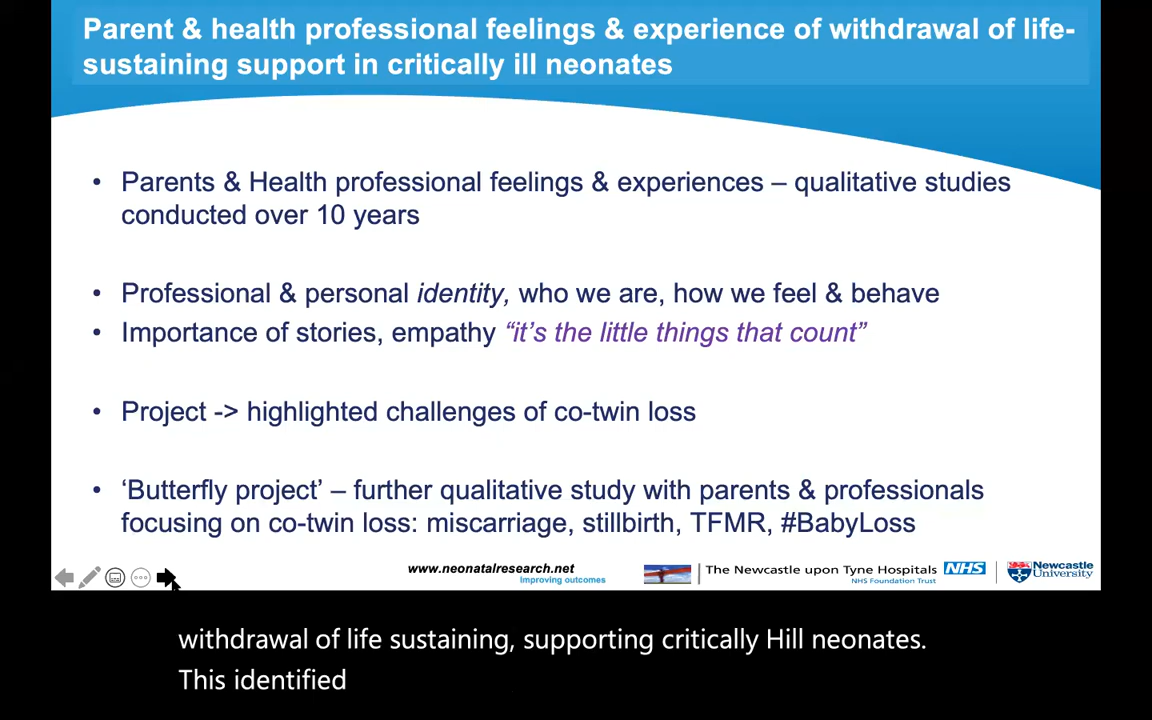 Parent & health professional feelings & experience of withdrawal of life-
sustaining support in critically ill neonates
• Parents & Health professional feelings & experiences – qualitative studies
conducted over 10 years
• Professional & personal identity, who we are, how we feel & behave
• Importance of stories, empathy “it’s the little things that count”
• Project -> highlighted challenges of co-twin loss
• ‘Butterfly project’ – further qualitative study with parents & professionals
focusing on co-twin loss: miscarriage, stillbirth, TFMR, #BabyLoss
www.neonatalresearch.net
Improving outcomes
The Newcastle upon Tyne Hospitals NHS
NHS Foundation Trust
Newcastle
University
withdrawal of life sustaining, supporting critically Hill neonates.
This identified